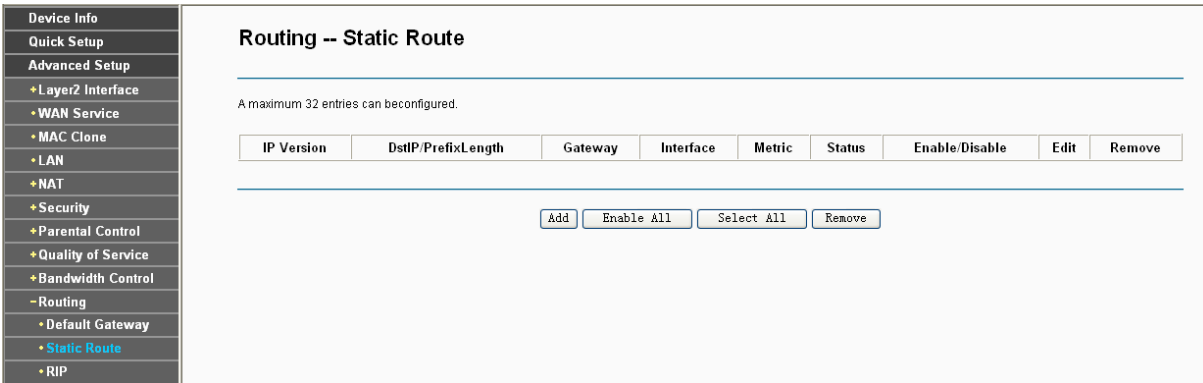 Device Info
Quick Setup
Advanced Setup
+Layer2 Interface
•WAN Service
•MAC Clone
•LAN
+NAT
+Security
+Parental Control
+Quality of Service
+Bandwidth Control
−Routing
•Default Gateway
•Static Route
•RIP
Routing -- Static Route
A maximum 32 entries can beconfigured.
IP Version DstIP/PrefixLength Gateway Interface Metric Status Enable/Disable Edit Remove
Add Enable All Select All Remove